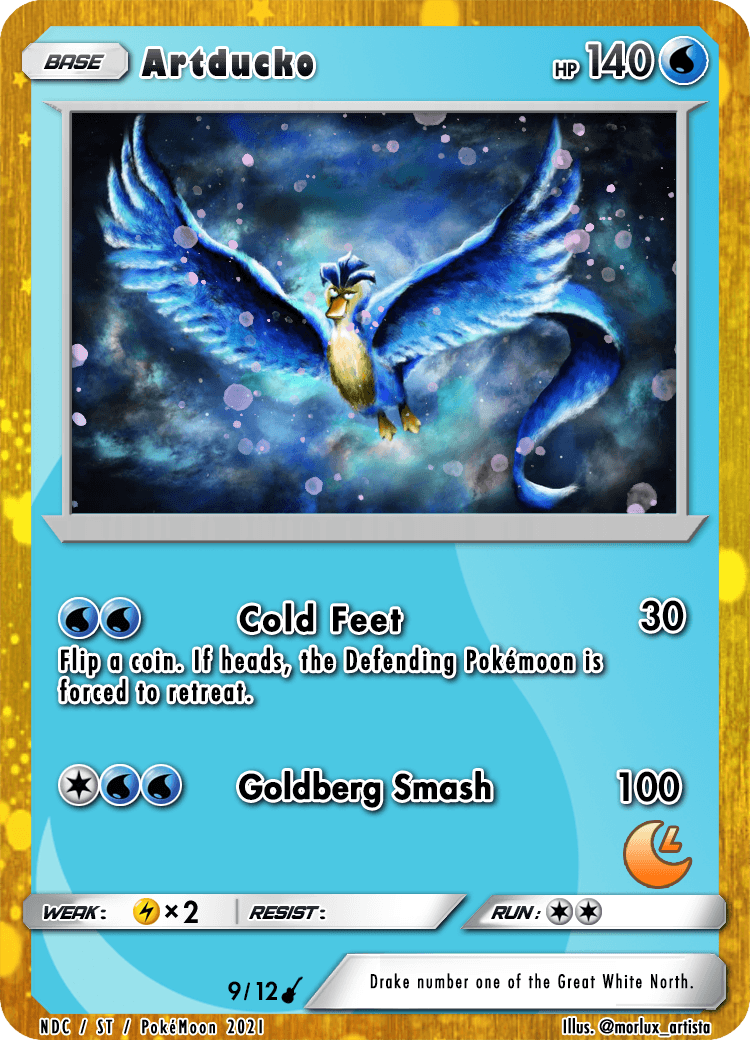 BASE Artducko HP 140
Cold Feet 30
Flip a coin. If heads, the Defending Pokémoon is
forced to retreat.
Goldberg Smash 100
WEAK: ×2 RESIST: RUN:
9/12 Drake number one of the Great White North.
NDC / ST / PokéMoon 2021 Illus. @morlux_artista